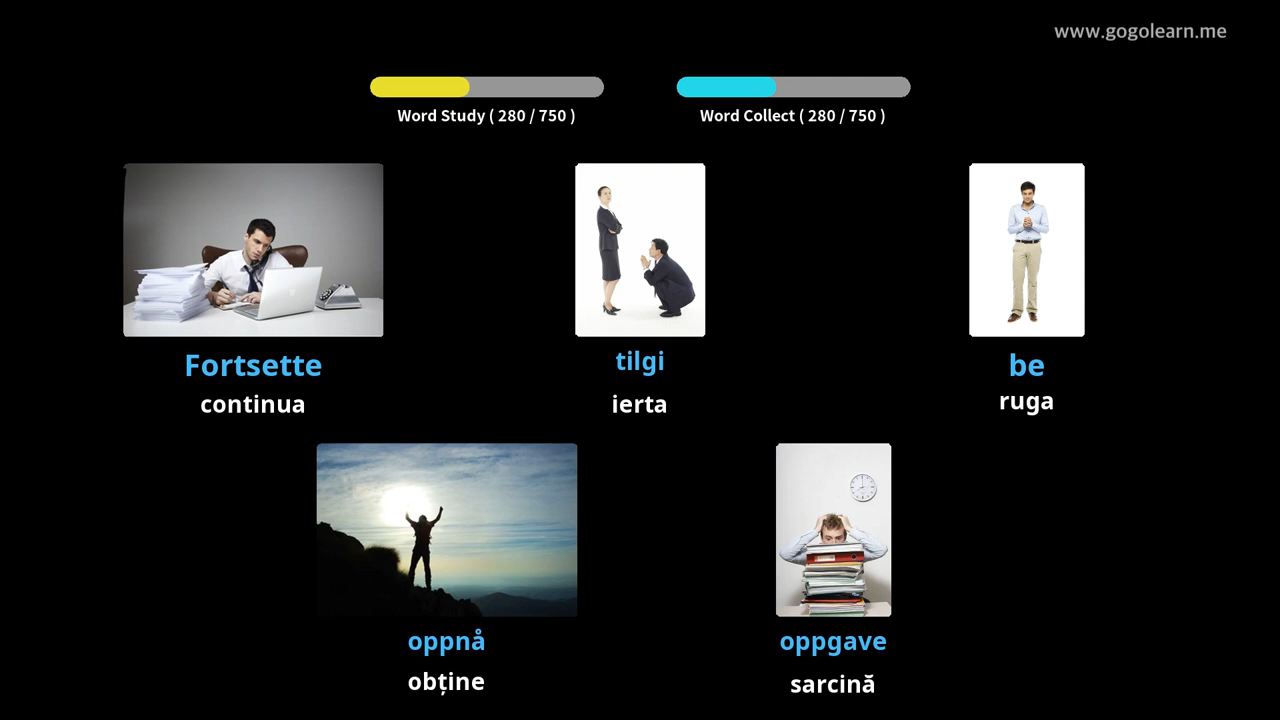 www.gogolearn.me
Word Study ( 280 / 750 )
Word Collect ( 280 / 750 )
Fortsette
continua
tilgi
ierta
be
ruga
oppnå
obține
oppgave
sarcină